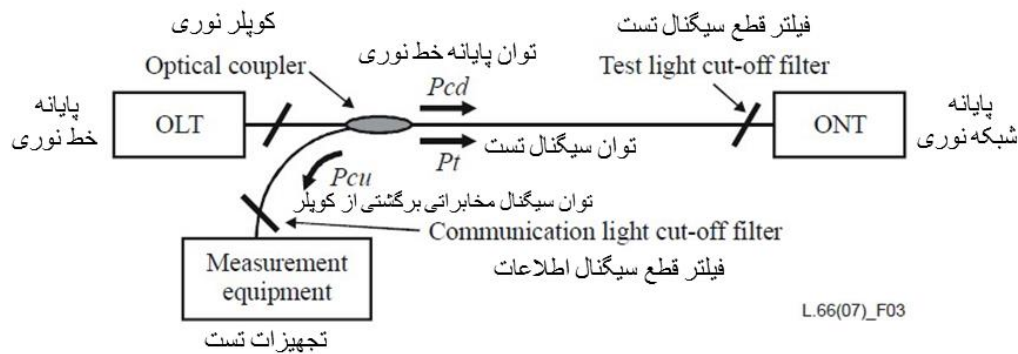 کوپلر نوری
Optical coupler
توان پایانه خط نوری
Pcd
فیلتر قطع سیگنال تست
Test light cut-off filter
پایانه
خط نوری
OLT
ONT
پایانه
شبکه نوری
Pt
توان سیگنال تست
Pcu
توان سیگنال مخابراتی برگشتی از کوپلر
Communication light cut-off filter
فیلتر قطع سیگنال اطلاعات
Measurement
equipment
تجهیزات تست
L.66(07)_F03